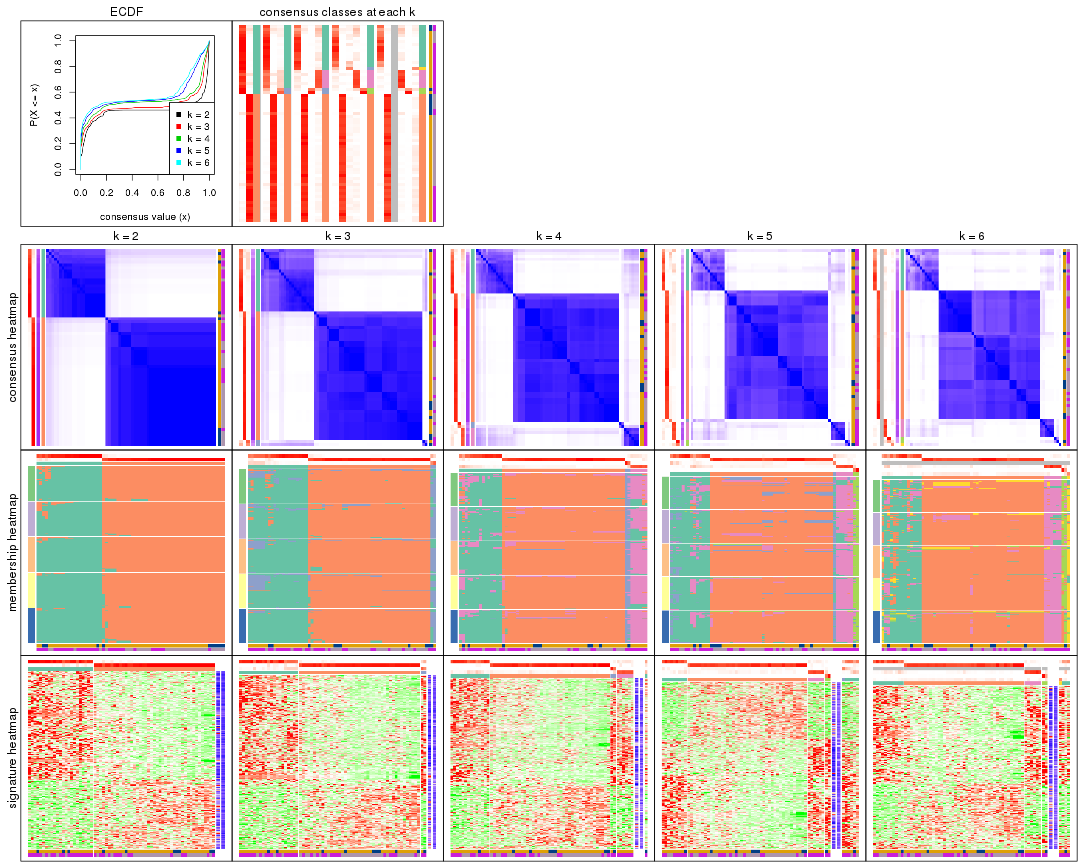 ECDF
consensus classes at each k
P(X <= x)
0.0 0.2 0.4 0.6 0.8 1.0
k = 2
k = 3
k = 4
k = 5
k = 6
0.0 0.2 0.4 0.6 0.8 1.0
consensus value (x)
k = 2
k = 3
k = 4
k = 5
k = 6
consensus heatmap
membership heatmap
signature heatmap